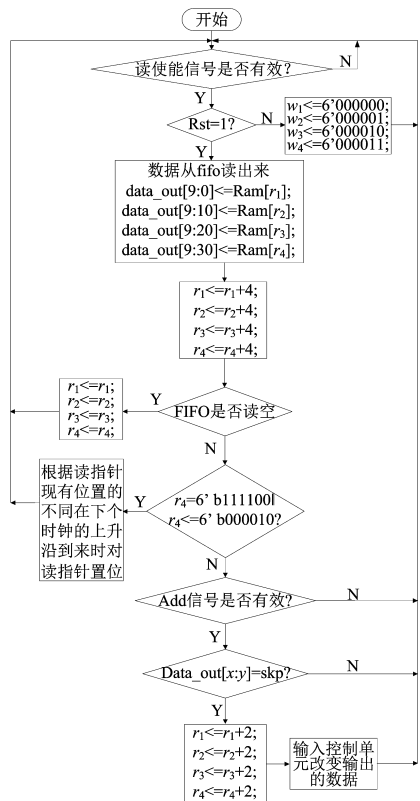 开始
读使能信号是否有效?
N
Y
Rst=1?
N
w₁<=6'000000;
w₂<=6'000001;
w₃<=6'000010;
w₄<=6'000011;
Y
数据从fifo读出来
data_out[9:0]<=Ram[r₁];
data_out[9:10]<=Ram[r₂];
data_out[9:20]<=Ram[r₃];
data_out[9:30]<=Ram[r₄];
r₁<=r₁+4;
r₂<=r₂+4;
r₃<=r₃+4;
r₄<=r₄+4;
r₁<=r₁;
r₂<=r₂;
r₃<=r₃;
r₄<=r₄;
Y
FIFO是否读空
N
根据读指针
现有位置的
不同在下个
时钟的上升
沿到来时对
读指针置位
Y
r₄=6' b111100||
r₄<=6' b000010?
N
Add信号是否有效?
N
Y
Data_out[x:y]=skp?
N
Y
r₁<=r₁+2;
r₂<=r₂+2;
r₃<=r₃+2;
r₄<=r₄+2;
输入控制单
元改变输出
的数据